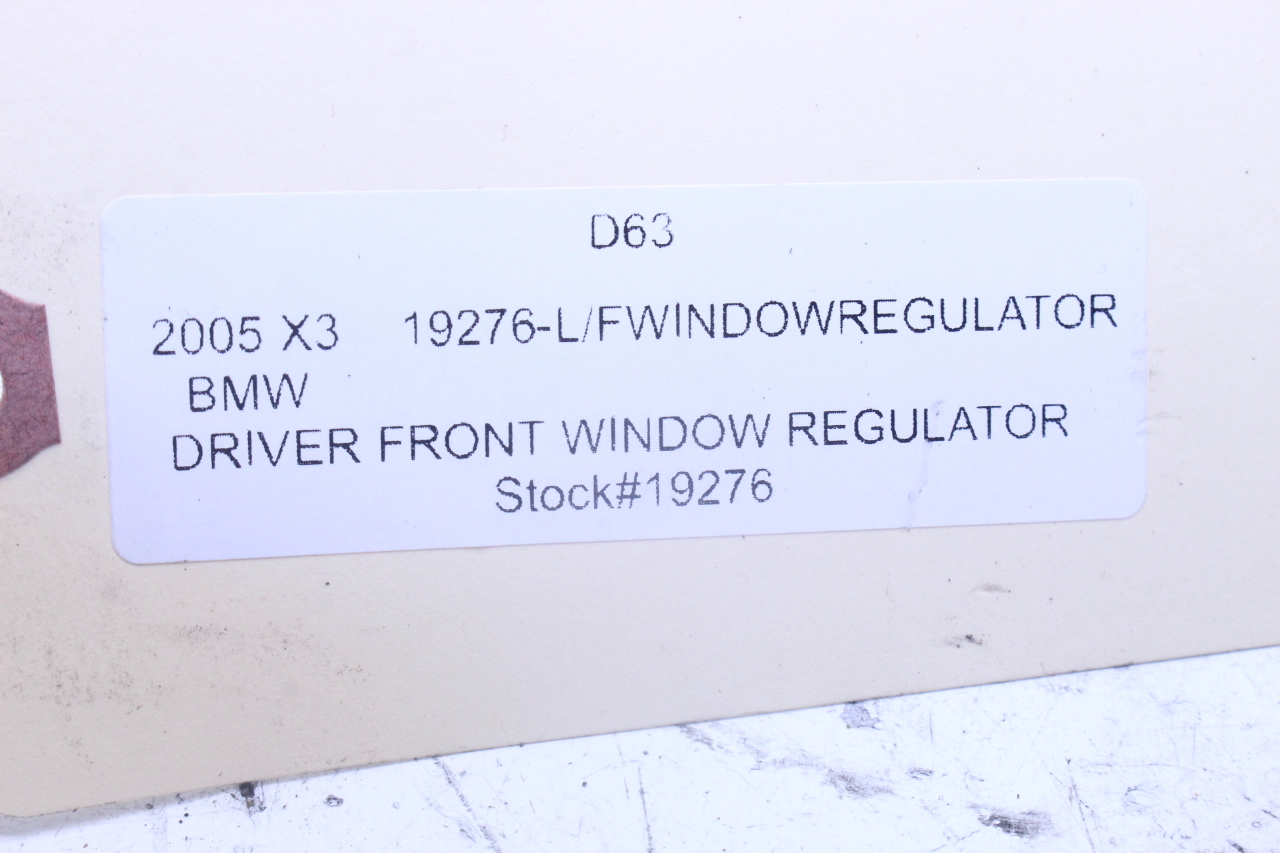 D63
2005 X3 19276-L/FWINDOWREGULATOR
BMW
DRIVER FRONT WINDOW REGULATOR
Stock#19276